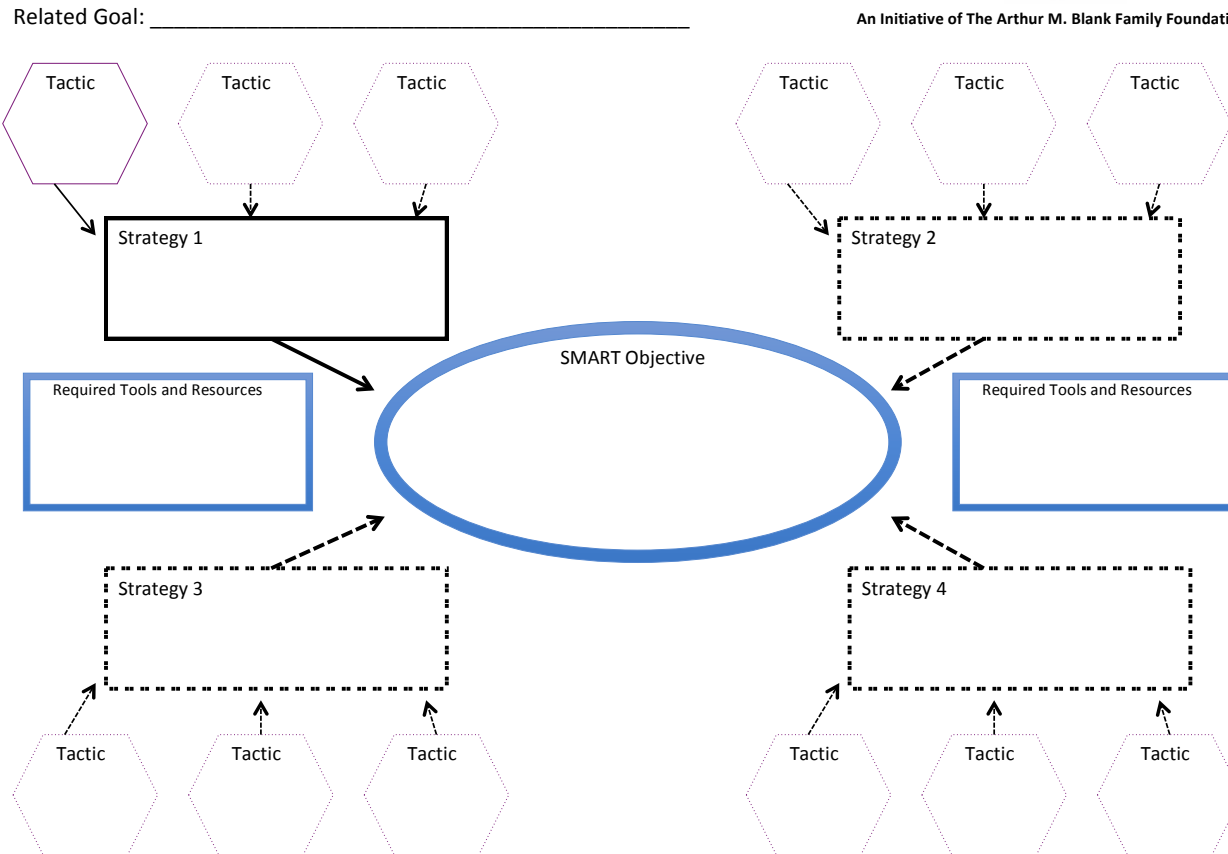 Related Goal: ____________________________________________
An Initiative of The Arthur M. Blank Family Foundati
Tactic
Tactic
Tactic
Tactic
Tactic
Tactic
Strategy 1
Strategy 2
SMART Objective
Required Tools and Resources
Required Tools and Resources
Strategy 3
Strategy 4
Tactic
Tactic
Tactic
Tactic
Tactic
Tactic